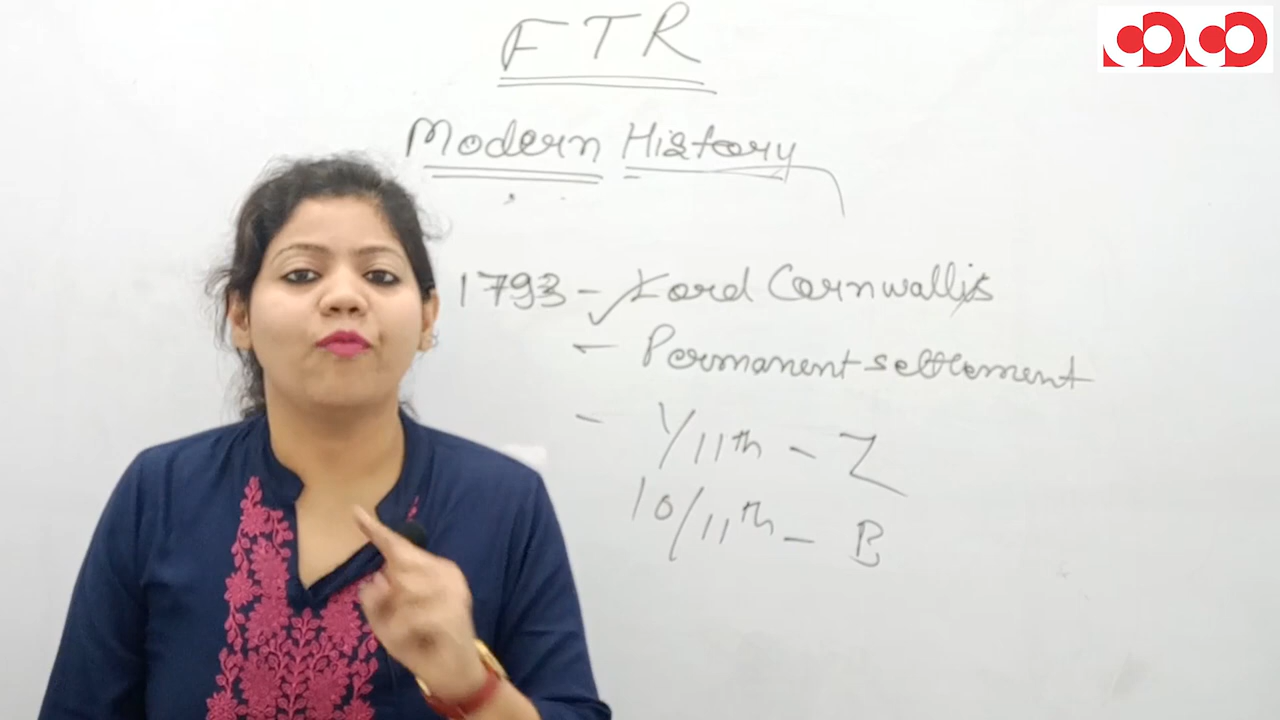 FTR
Modern History
1793 - Lord Cornwallis
- Permanent settlement
- 1/11th - Z
10/11th - B